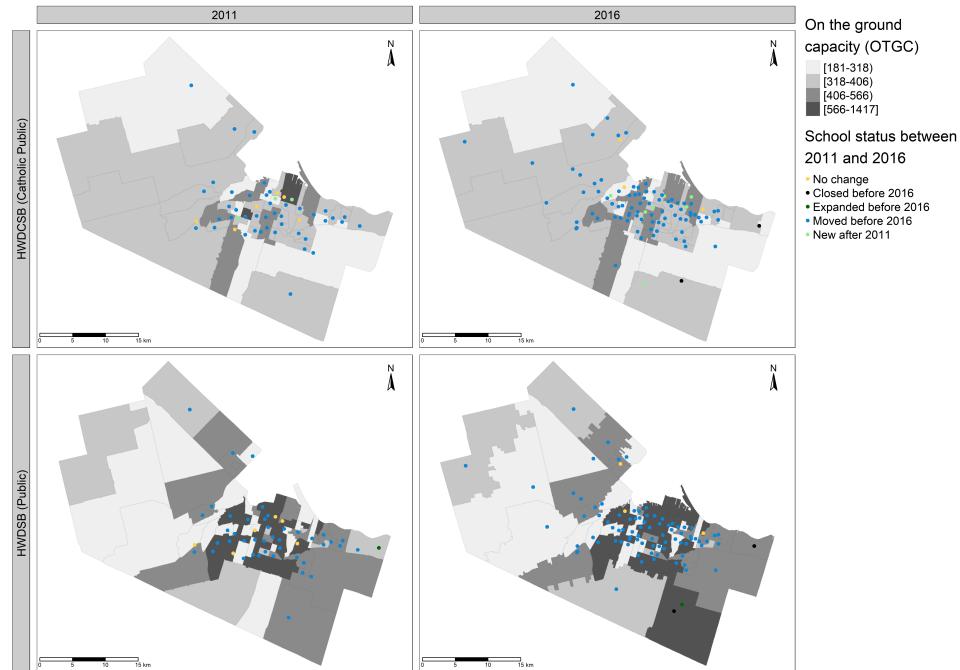 2011
2016
On the ground
capacity (OTGC)
[181-318)
[318-406)
[406-566)
[566-1417]
School status between
2011 and 2016
No change
Closed before 2016
Expanded before 2016
Moved before 2016
New after 2011
HWDCSB (Catholic Public)
N
N
0 5 10 15 km
0 5 10 15 km
HWDSB (Public)
N
N
0 5 10 15 km
0 5 10 15 km